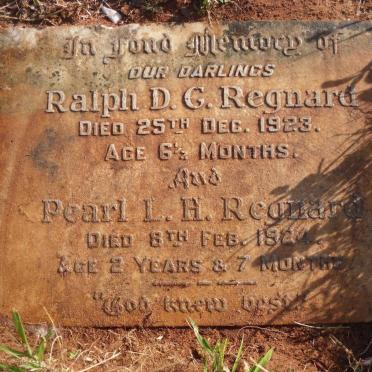 In Fond Memory of
OUR DARLINGS
Ralph D. C. Regnard
DIED 25TH DEC. 1923.
AGE 6½ MONTHS.
And
Pearl L. H. Regnard
DIED 8TH FEB. 1924.
AGE 2 YEARS & 7 MONTHS.
"God knew best"